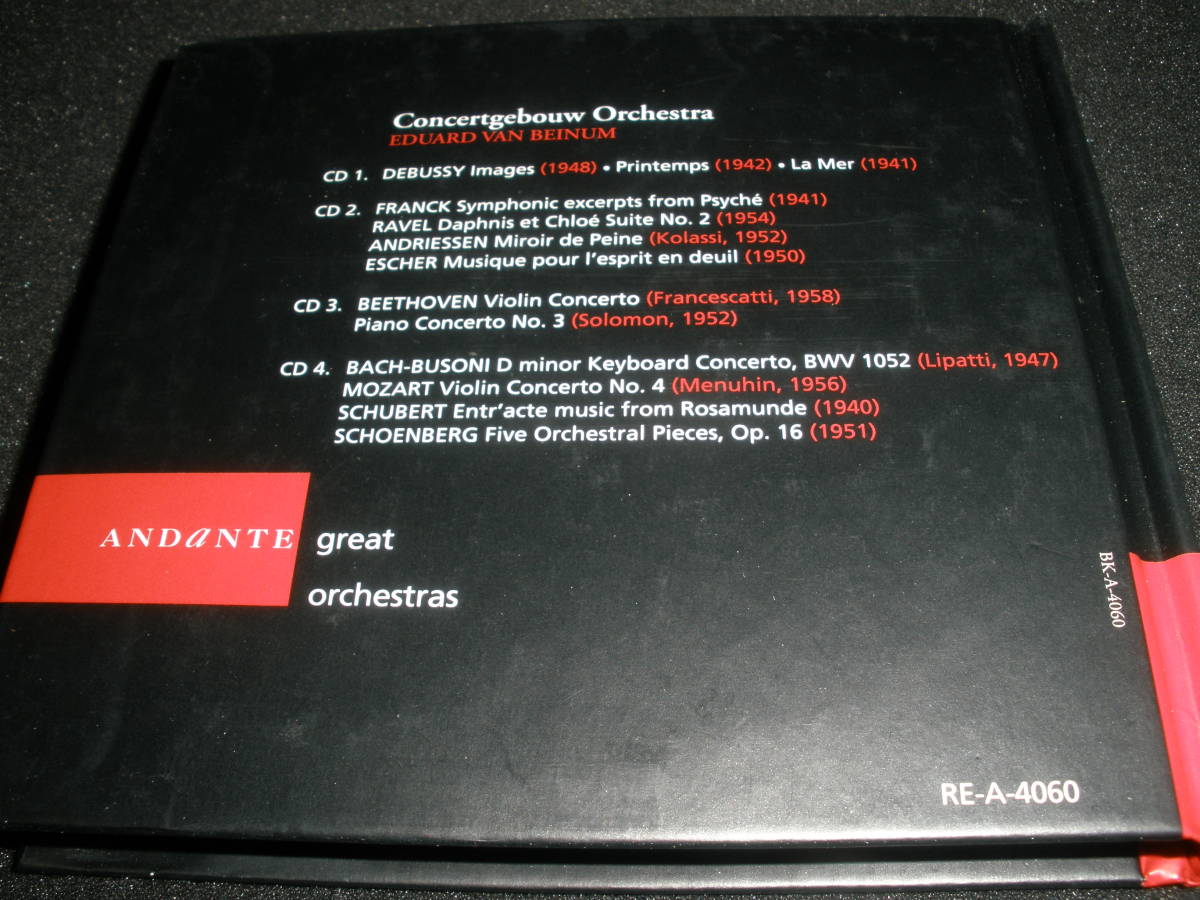 Concertgebouw Orchestra
EDUARD VAN BEINUM
CD 1. DEBUSSY Images (1948) • Printemps (1942) • La Mer (1941)
CD 2. FRANCK Symphonic excerpts from Psyché (1941)
RAVEL Daphnis et Chloé Suite No. 2 (1954)
ANDRIESSEN Miroir de Peine (Kolassi, 1952)
ESCHER Musique pour l'esprit en deuil (1950)
CD 3. BEETHOVEN Violin Concerto (Francescatti, 1958)
Piano Concerto No. 3 (Solomon, 1952)
CD 4. BACH-BUSONI D minor Keyboard Concerto, BWV 1052 (Lipatti, 1947)
MOZART Violin Concerto No. 4 (Menuhin, 1956)
SCHUBERT Entr'acte music from Rosamunde (1940)
SCHOENBERG Five Orchestral Pieces, Op. 16 (1951)
ANDaNTE great
orchestras
BK-A-4060
RE-A-4060